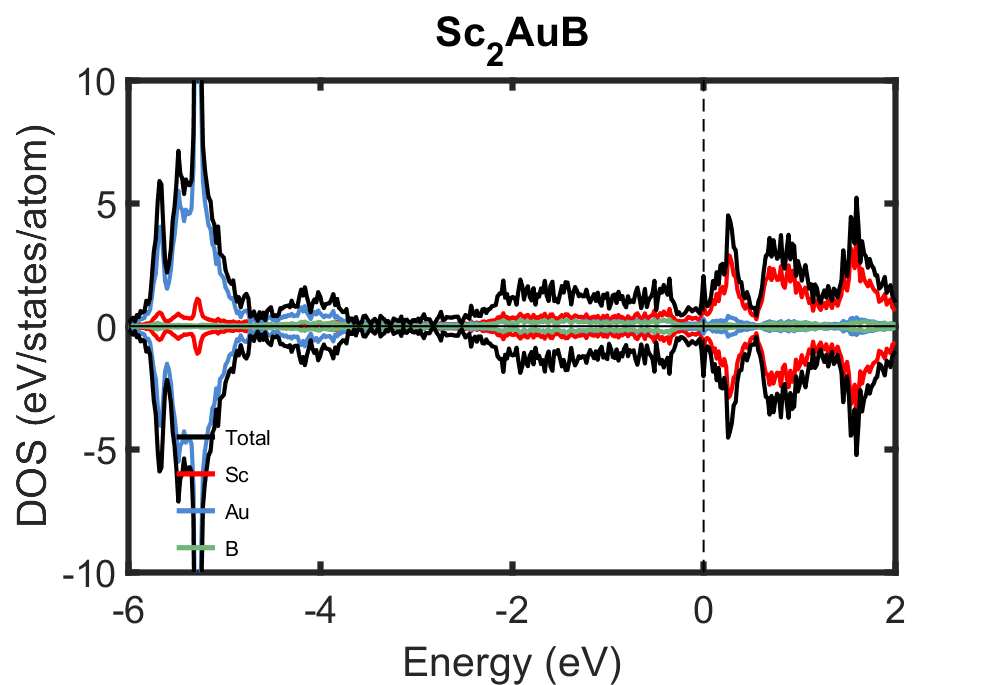 Sc₂AuB
10
5
0
-5
-10
DOS (eV/states/atom)
Total
Sc
Au
B
-6 -4 -2 0 2
Energy (eV)